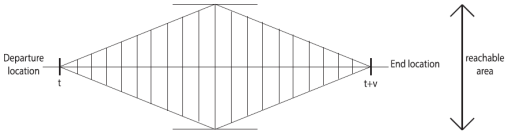 Departure
location
t
t+v
End location
reachable
area